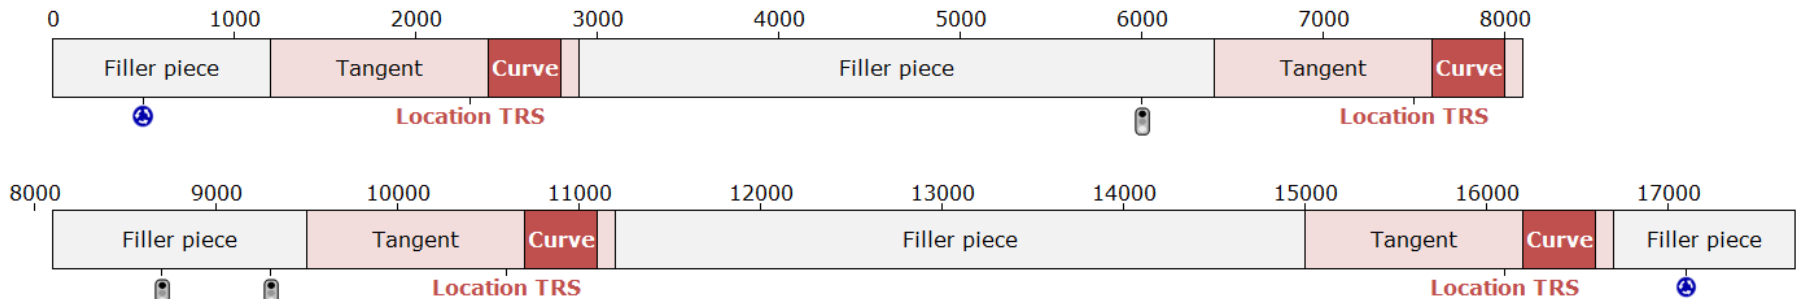 0 1000 2000 3000 4000 5000 6000 7000 8000
Filler piece Tangent Curve Filler piece Tangent Curve
Location TRS Location TRS
8000 9000 10000 11000 12000 13000 14000 15000 16000 17000
Filler piece Tangent Curve Filler piece Tangent Curve Filler piece
Location TRS Location TRS